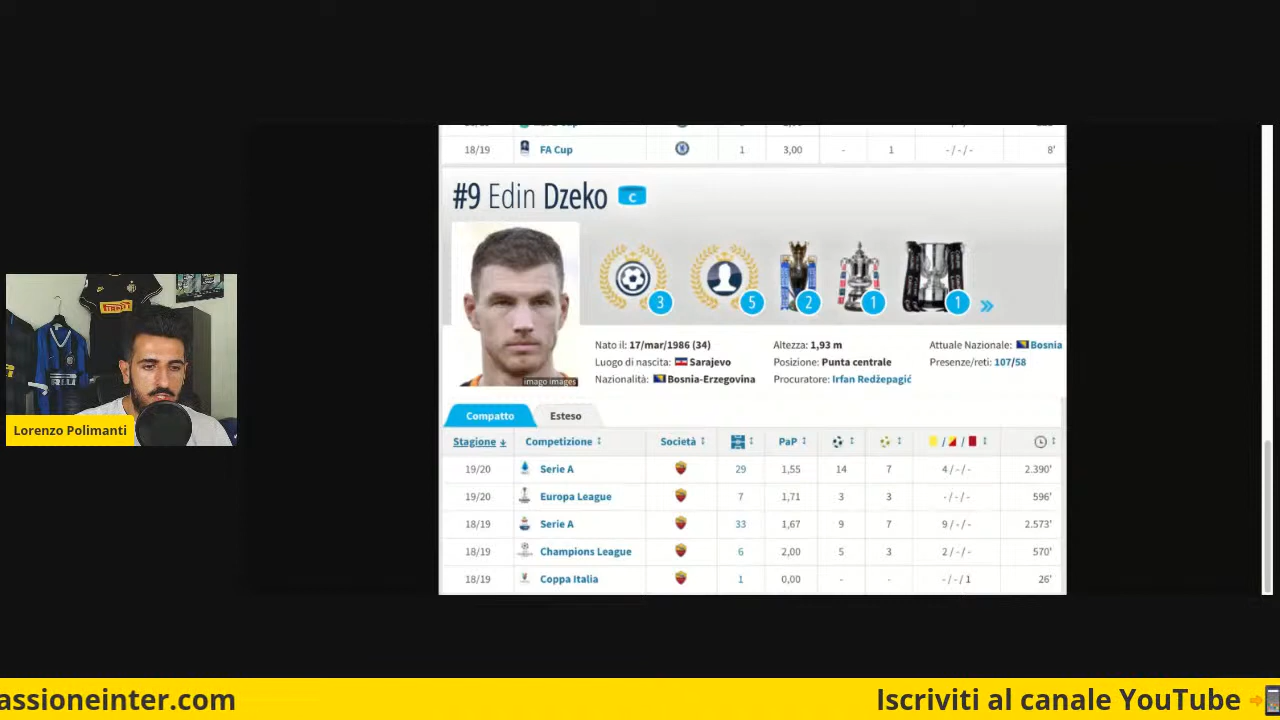 18/19 FA Cup 1 3,00 - 1 - / - / - 8'
#9 Edin Dzeko C
3 5 2 1 1 »
imago images
Nato il: 17/mar/1986 (34) Altezza: 1,93 m Attuale Nazionale: Bosnia
Luogo di nascita: Sarajevo Posizione: Punta centrale Presenze/reti: 107/58
Nazionalità: Bosnia-Erzegovina Procuratore: Irfan Redžepagić
Compatto Esteso
Stagione Competizione Società PaP / /
19/20 Serie A 29 1,55 14 7 4 / - / - 2.390'
19/20 Europa League 7 1,71 3 3 - / - / - 596'
18/19 Serie A 33 1,67 9 7 9 / - / - 2.573'
18/19 Champions League 6 2,00 5 3 2 / - / - 570'
18/19 Coppa Italia 1 0,00 - - - / - / 1 26'
PIRELLI
Lorenzo Polimanti
assioneinter.com Iscriviti al canale YouTube